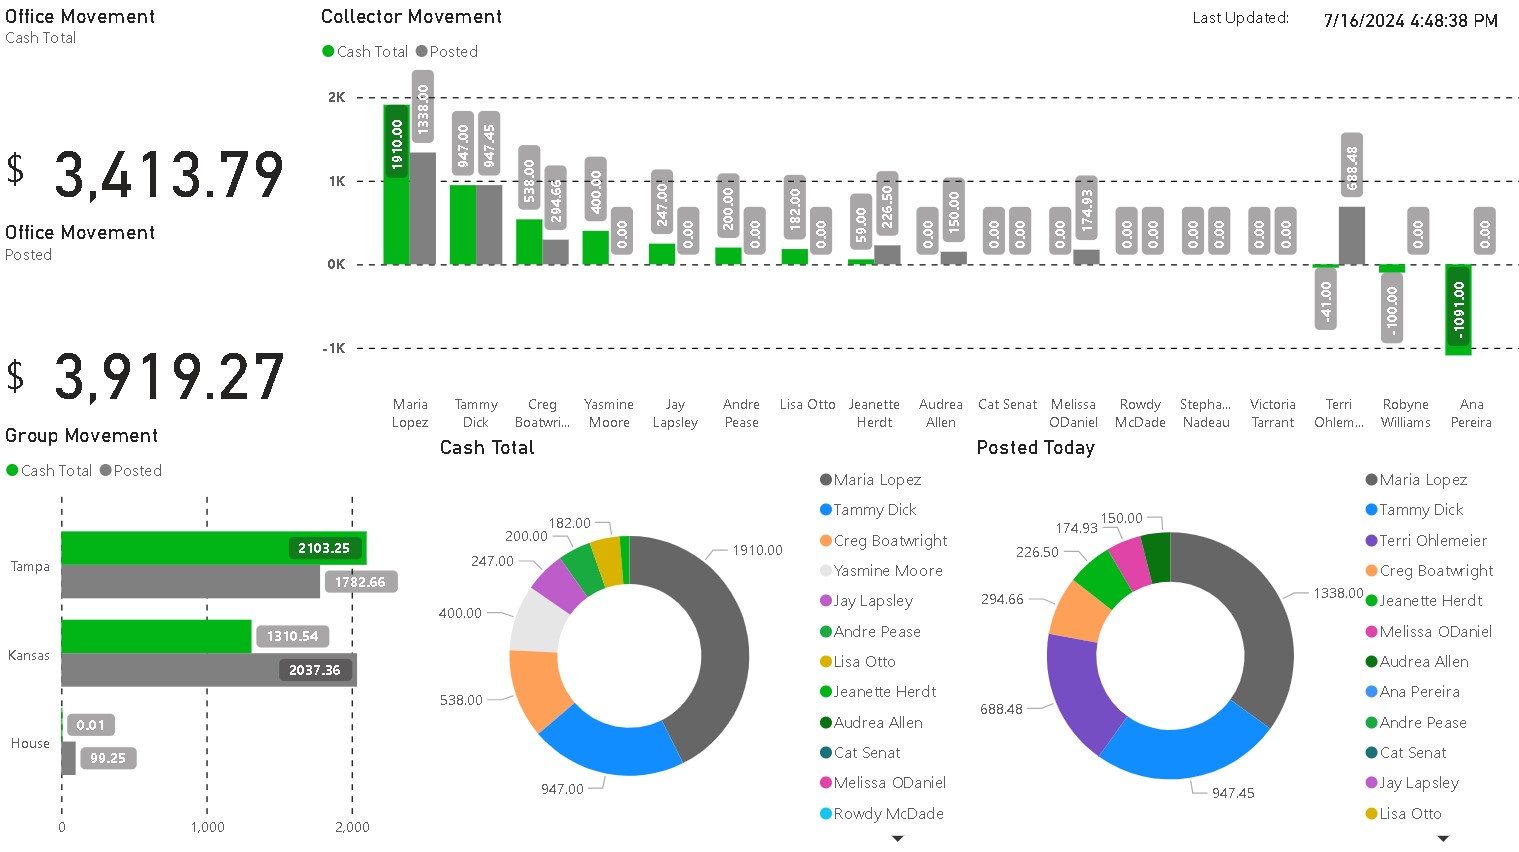 Office Movement
Cash Total
$ 3,413.79
Office Movement
Posted
$ 3,919.27
Collector Movement
Last Updated: 7/16/2024 4:48:38 PM
Cash Total Posted
2K
1K
0K
-1K
1910.00 1338.00
947.00 947.45
538.00 294.66
400.00 0.00
247.00 0.00
200.00 0.00
182.00 0.00
59.00 226.50
0.00 150.00
0.00 0.00
0.00 174.93
0.00 0.00
0.00 0.00
0.00 0.00
-41.00 688.48
-100.00 0.00
-1091.00 0.00
Maria Lopez
Tammy Dick
Creg Boatwri...
Yasmine Moore
Jay Lapsley
Andre Pease
Lisa Otto
Jeanette Herdt
Audrea Allen
Cat Senat
Melissa ODaniel
Rowdy McDade
Stepha... Nadeau
Victoria Tarrant
Terri Ohlem...
Robyne Williams
Ana Pereira
Group Movement
Cash Total Posted
Tampa
2103.25
1782.66
Kansas
1310.54
2037.36
House
0.01
99.25
0 1,000 2,000
Cash Total
182.00
200.00
247.00
400.00
538.00
947.00
1910.00
Maria Lopez
Tammy Dick
Creg Boatwright
Yasmine Moore
Jay Lapsley
Andre Pease
Lisa Otto
Jeanette Herdt
Audrea Allen
Cat Senat
Melissa ODaniel
Rowdy McDade
Posted Today
150.00
174.93
226.50
294.66
688.48
947.45
1338.00
Maria Lopez
Tammy Dick
Terri Ohlemeier
Creg Boatwright
Jeanette Herdt
Melissa ODaniel
Audrea Allen
Ana Pereira
Andre Pease
Cat Senat
Jay Lapsley
Lisa Otto